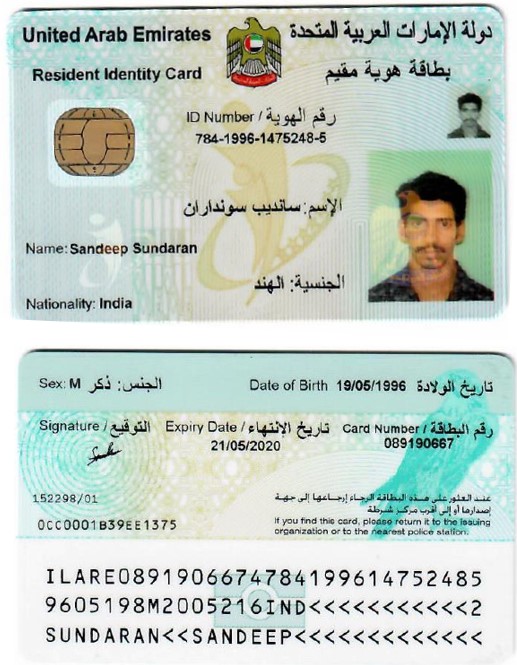 United Arab Emirates دولة الإمارات العربية المتحدة
Resident Identity Card بطاقة هوية مقيم
ID Number / رقم الهوية
784-1996-1475248-5
الإسم: سانديب سونداران
Name: Sandeep Sundaran
الجنسية: الهند
Nationality: India
Sex: M الجنس: ذكر Date of Birth 19/05/1996 تاريخ الولادة
Signature / التوقيع Expiry Date / تاريخ الإنتهاء Card Number / رقم البطاقة
21/05/2020 089190667
152298/01
عند العثور على هذه البطاقة الرجاء إرجاعها إلى جهة
إصدارها أو إلى أقرب مركز شرطة
OCC0001B39EE1375
If you find this card, please return it to the issuing
organization or to the nearest police station.
ILARE0891906674784199614752485
9605198M2005216IND<<<<<<<<<<<2
SUNDARAN<<SANDEEP<<<<<<<<<<<<<